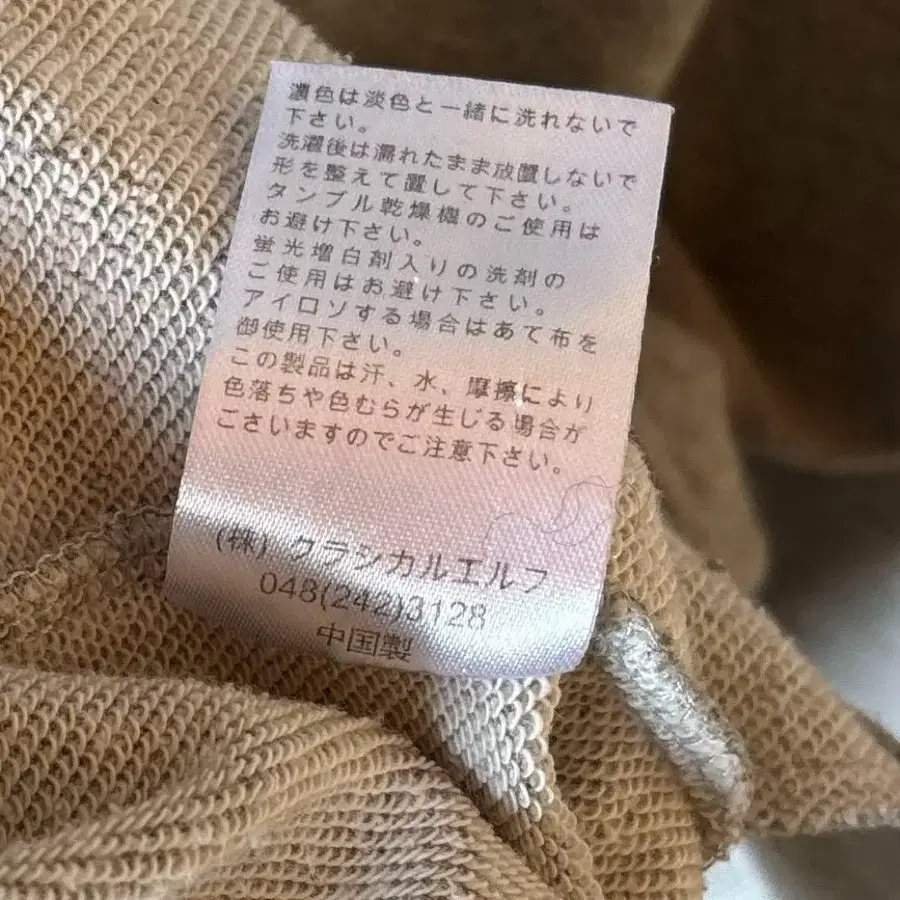 濃色は淡色と一緒に洗れないで
下さい。
洗濯後は濡れたまま放置しないで
形を整えて置して下さい。
タンブル乾燥機のご使用は
お避け下さい。
蛍光増白剤入りの洗剤の
ご使用はお避け下さい。
アイロソする場合はあて布を
御使用下さい。
この製品は汗、水、摩擦により
色落ちや色むらが生じる場合が
ごさいますのでご注意下さい。
(株)クラシカルエルフ
048(242)3128
中国製